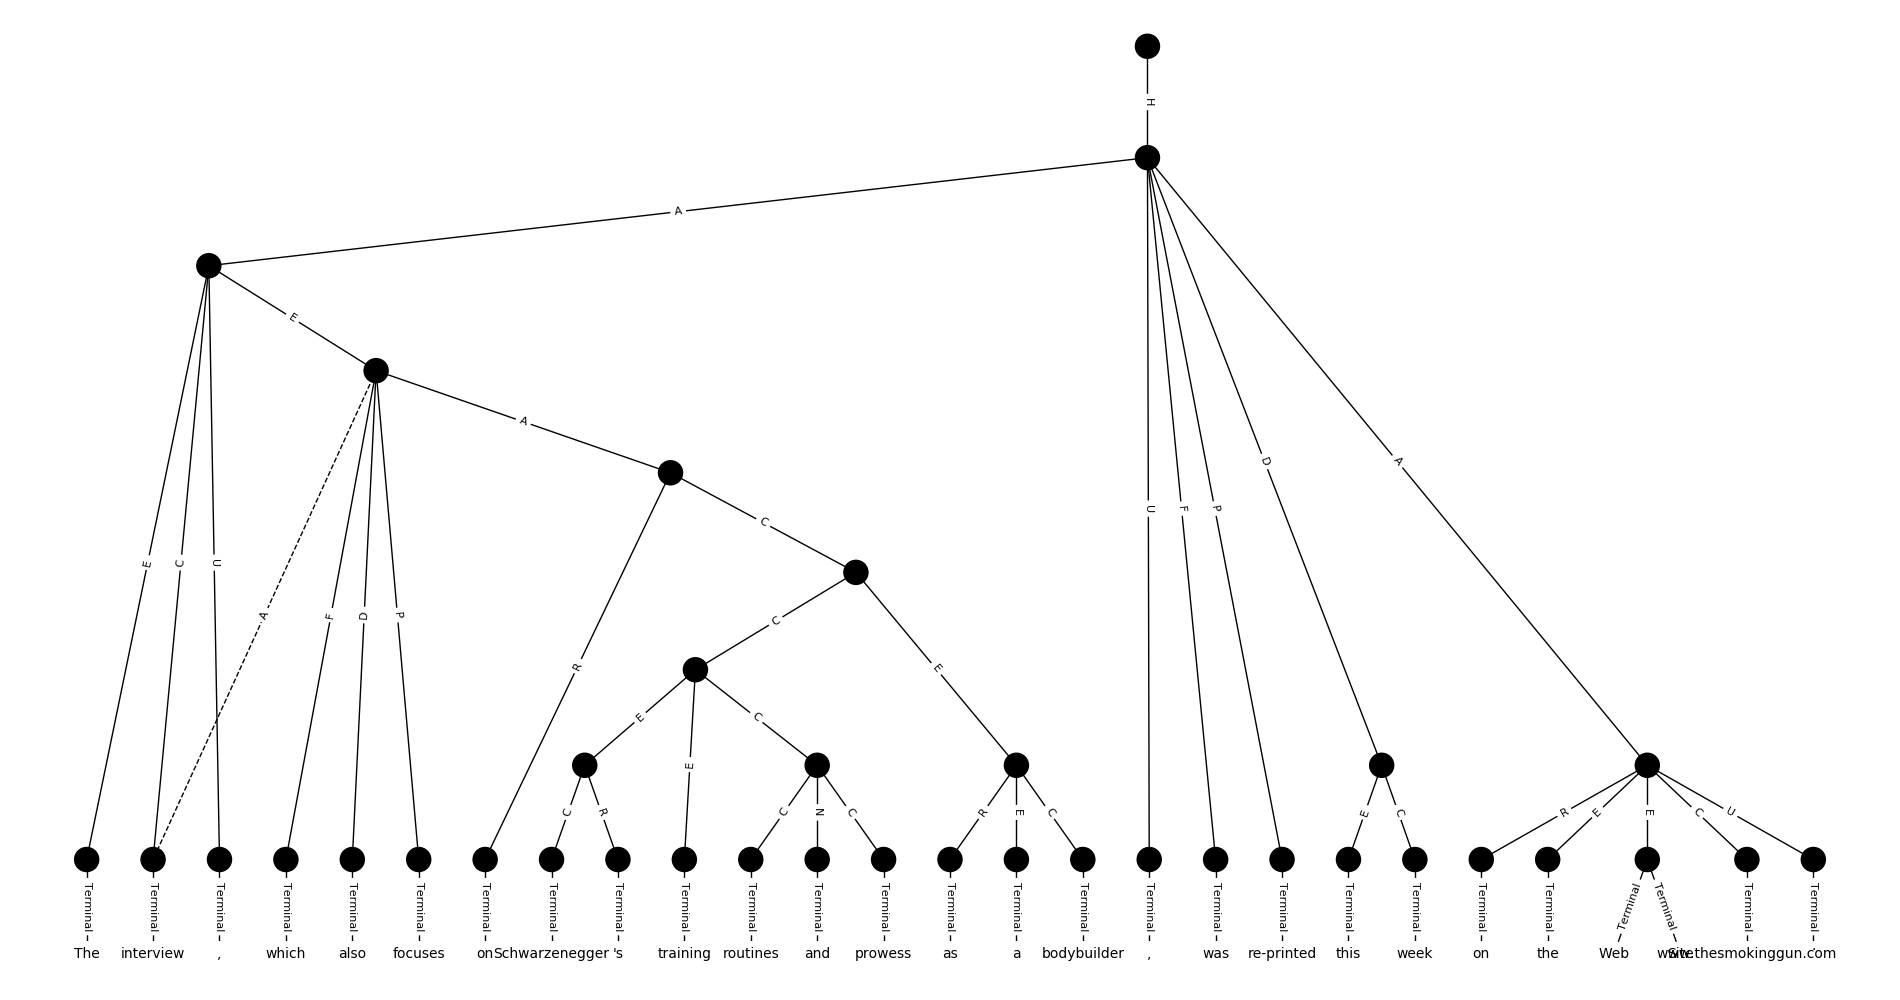 H
A
E
E
C
U
A
F
D
P
A
R
C
C
E
E
E
C
C
R
C
N
C
R
E
C
U
F
P
D
A
E
C
R
E
E
C
U
Terminal Terminal Terminal Terminal Terminal Terminal Terminal Terminal Terminal Terminal Terminal Terminal Terminal Terminal Terminal Terminal Terminal Terminal Terminal Terminal Terminal Terminal Terminal Terminal Terminal Terminal Terminal
The interview , which also focuses on Schwarzenegger 's training routines and prowess as a bodybuilder , was re-printed this week on the Web Site www.thesmokinggun.com .